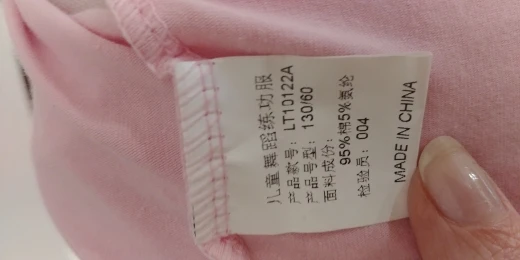 儿童舞蹈练功服
产品款号：LT10122A
产品号型：130/60
面料成份：
95%棉5%氨纶
检验员：004
MADE IN CHINA